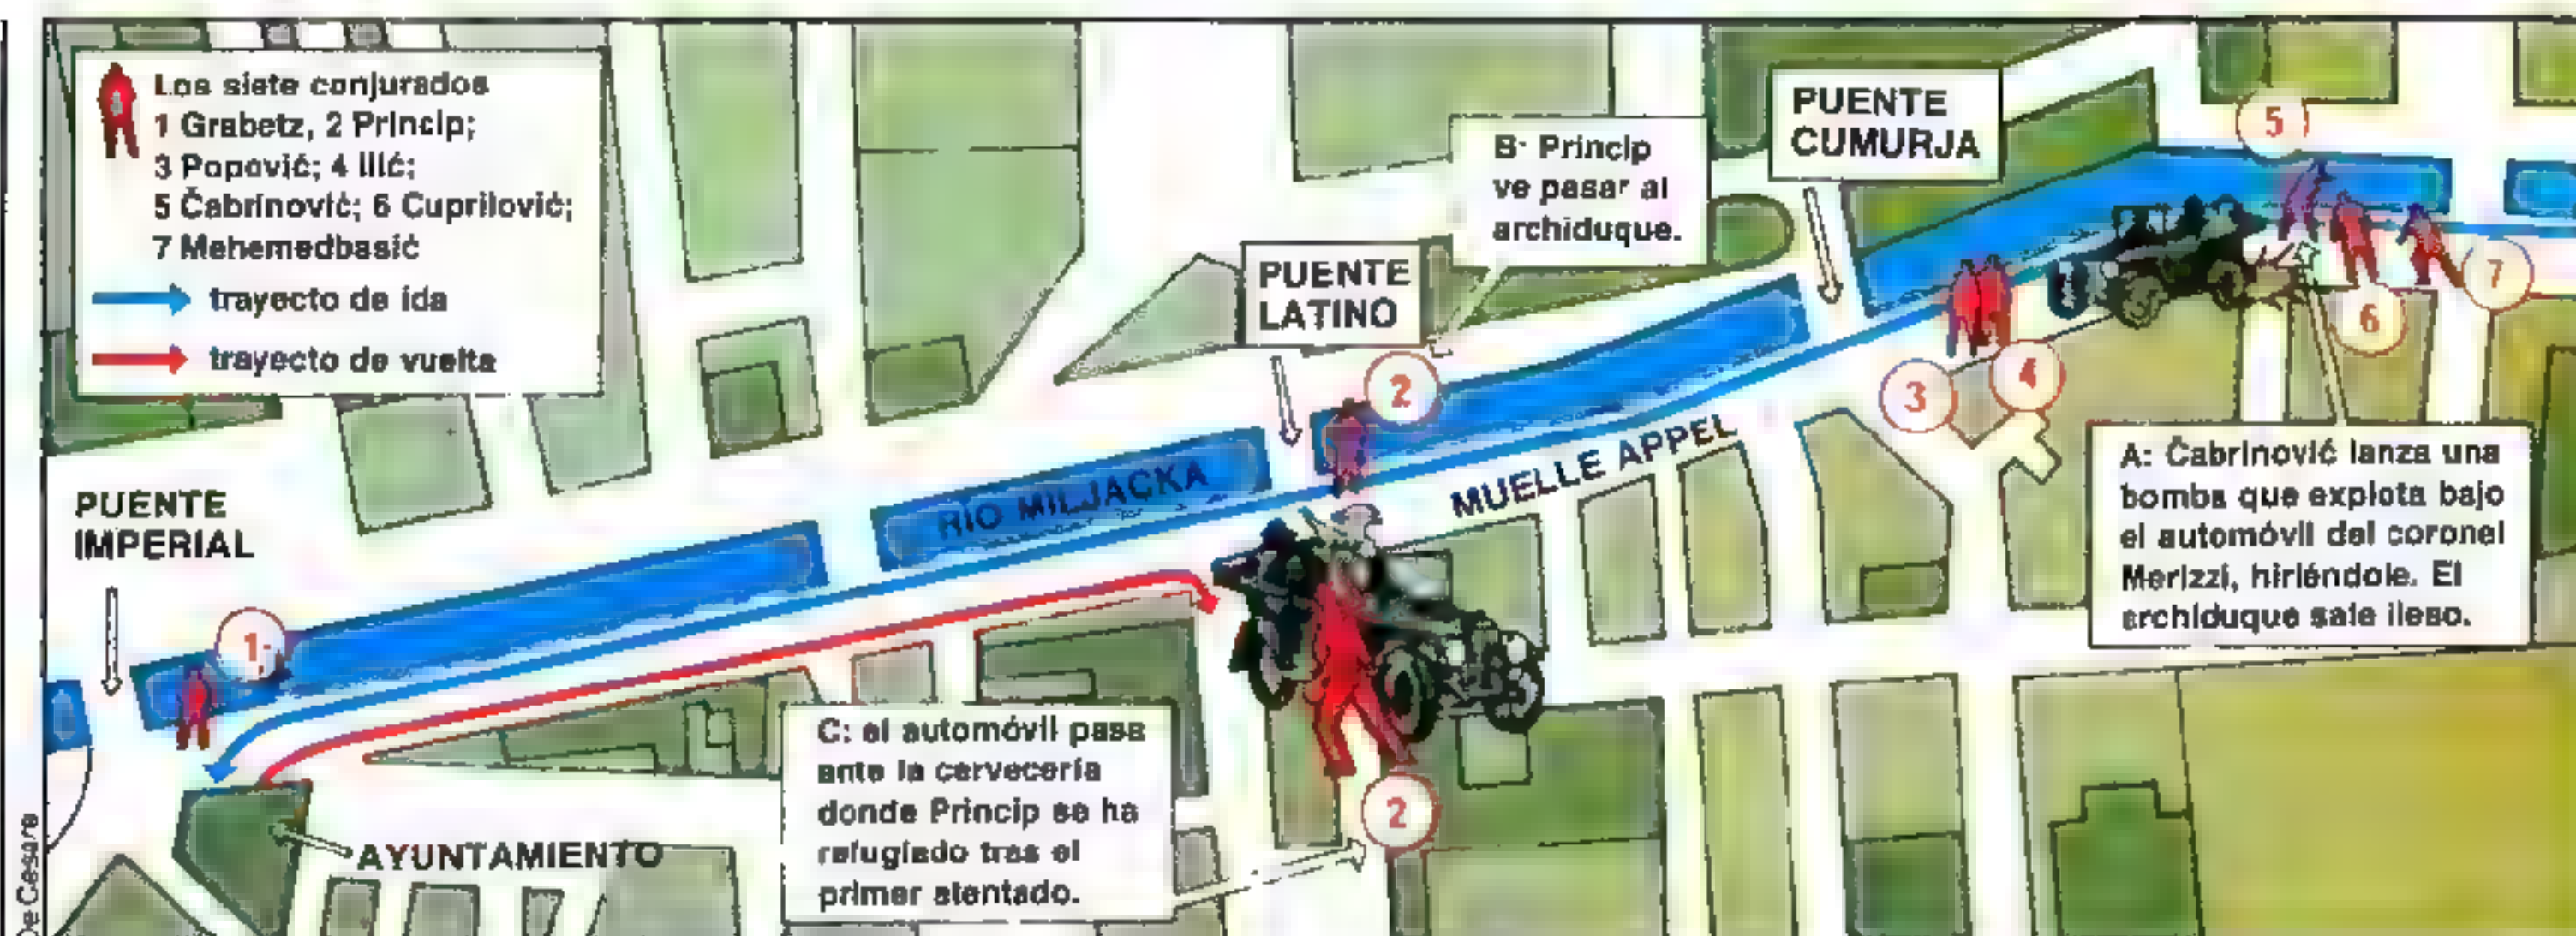 Los siete conjurados
1 Grabetz, 2 Princip;
3 Popović; 4 Ilić;
5 Čabrinović; 6 Cuprilović;
7 Mehemedbasić
trayecto de ida
trayecto de vuelta
PUENTE
CUMURJA
B: Princip
ve pasar al
archiduque.
PUENTE
LATINO
5
7
6
2
3
4
MUELLE APPEL
RÍO MILJACKA
A: Čabrinović lanza una
bomba que explota bajo
el automóvil del coronel
Merizzi, hiriéndole. El
archiduque sale ileso.
PUENTE
IMPERIAL
1
C: el automóvil pasa
ante la cervecería
donde Princip se ha
refugiado tras el
primer atentado.
2
AYUNTAMIENTO
De Cesare